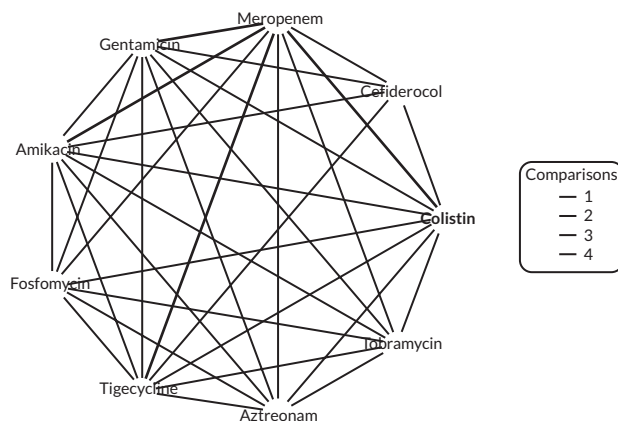 Meropenem
Gentamicin
Cefiderocol
Amikacin
Comparisons
1
2
3
4
Colistin
Fosfomycin
Tobramycin
Tigecycline
Aztreonam